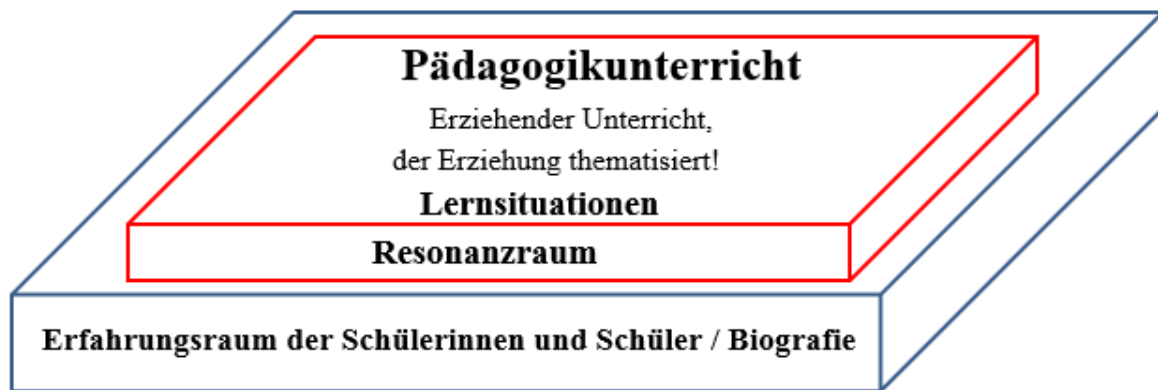 Pädagogikunterricht
Erziehender Unterricht,
der Erziehung thematisiert!
Lernsituationen
Resonanzraum
Erfahrungsraum der Schülerinnen und Schüler / Biografie